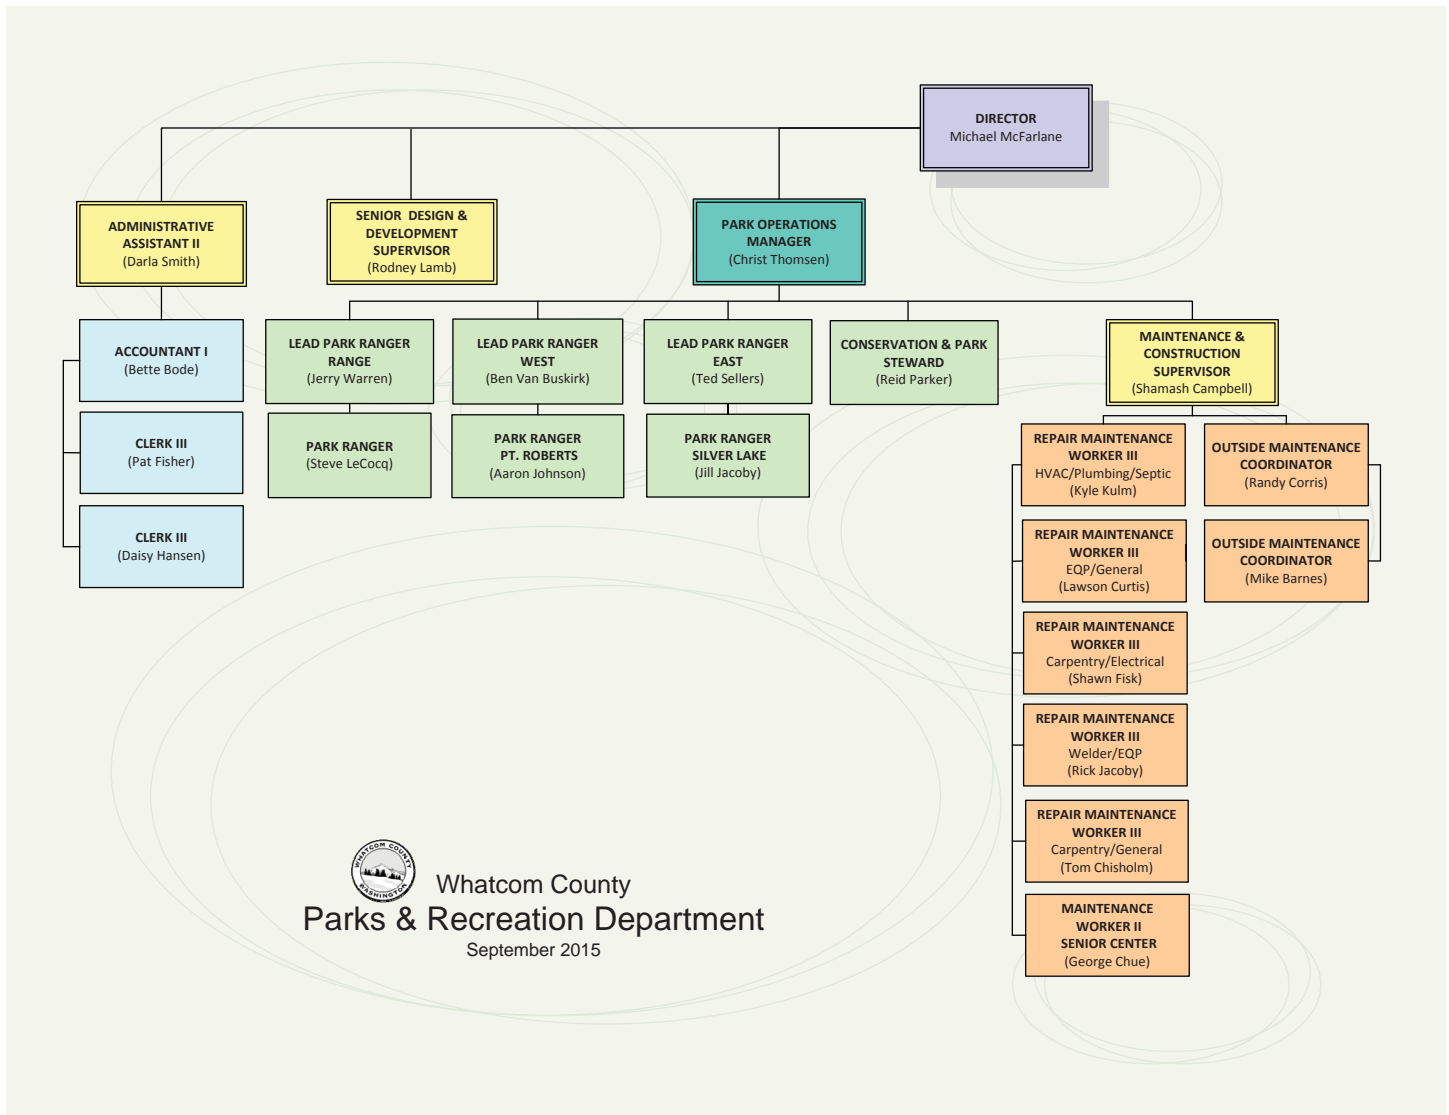 DIRECTOR
Michael McFarlane
ADMINISTRATIVE
ASSISTANT II
(Darla Smith)
SENIOR DESIGN &
DEVELOPMENT
SUPERVISOR
(Rodney Lamb)
PARK OPERATIONS
MANAGER
(Christ Thomsen)
ACCOUNTANT I
(Bette Bode)
CLERK III
(Pat Fisher)
CLERK III
(Daisy Hansen)
LEAD PARK RANGER
RANGE
(Jerry Warren)
PARK RANGER
(Steve LeCocq)
LEAD PARK RANGER
WEST
(Ben Van Buskirk)
PARK RANGER
PT. ROBERTS
(Aaron Johnson)
LEAD PARK RANGER
EAST
(Ted Sellers)
PARK RANGER
SILVER LAKE
(Jill Jacoby)
CONSERVATION & PARK
STEWARD
(Reid Parker)
MAINTENANCE &
CONSTRUCTION
SUPERVISOR
(Shamash Campbell)
REPAIR MAINTENANCE
WORKER III
HVAC/Plumbing/Septic
(Kyle Kulm)
REPAIR MAINTENANCE
WORKER III
EQP/General
(Lawson Curtis)
REPAIR MAINTENANCE
WORKER III
Carpentry/Electrical
(Shawn Fisk)
REPAIR MAINTENANCE
WORKER III
Welder/EQP
(Rick Jacoby)
REPAIR MAINTENANCE
WORKER III
Carpentry/General
(Tom Chisholm)
MAINTENANCE
WORKER II
SENIOR CENTER
(George Chue)
OUTSIDE MAINTENANCE
COORDINATOR
(Randy Corris)
OUTSIDE MAINTENANCE
COORDINATOR
(Mike Barnes)
WHATCOM COUNTY
WASHINGTON
Whatcom County
Parks & Recreation Department
September 2015